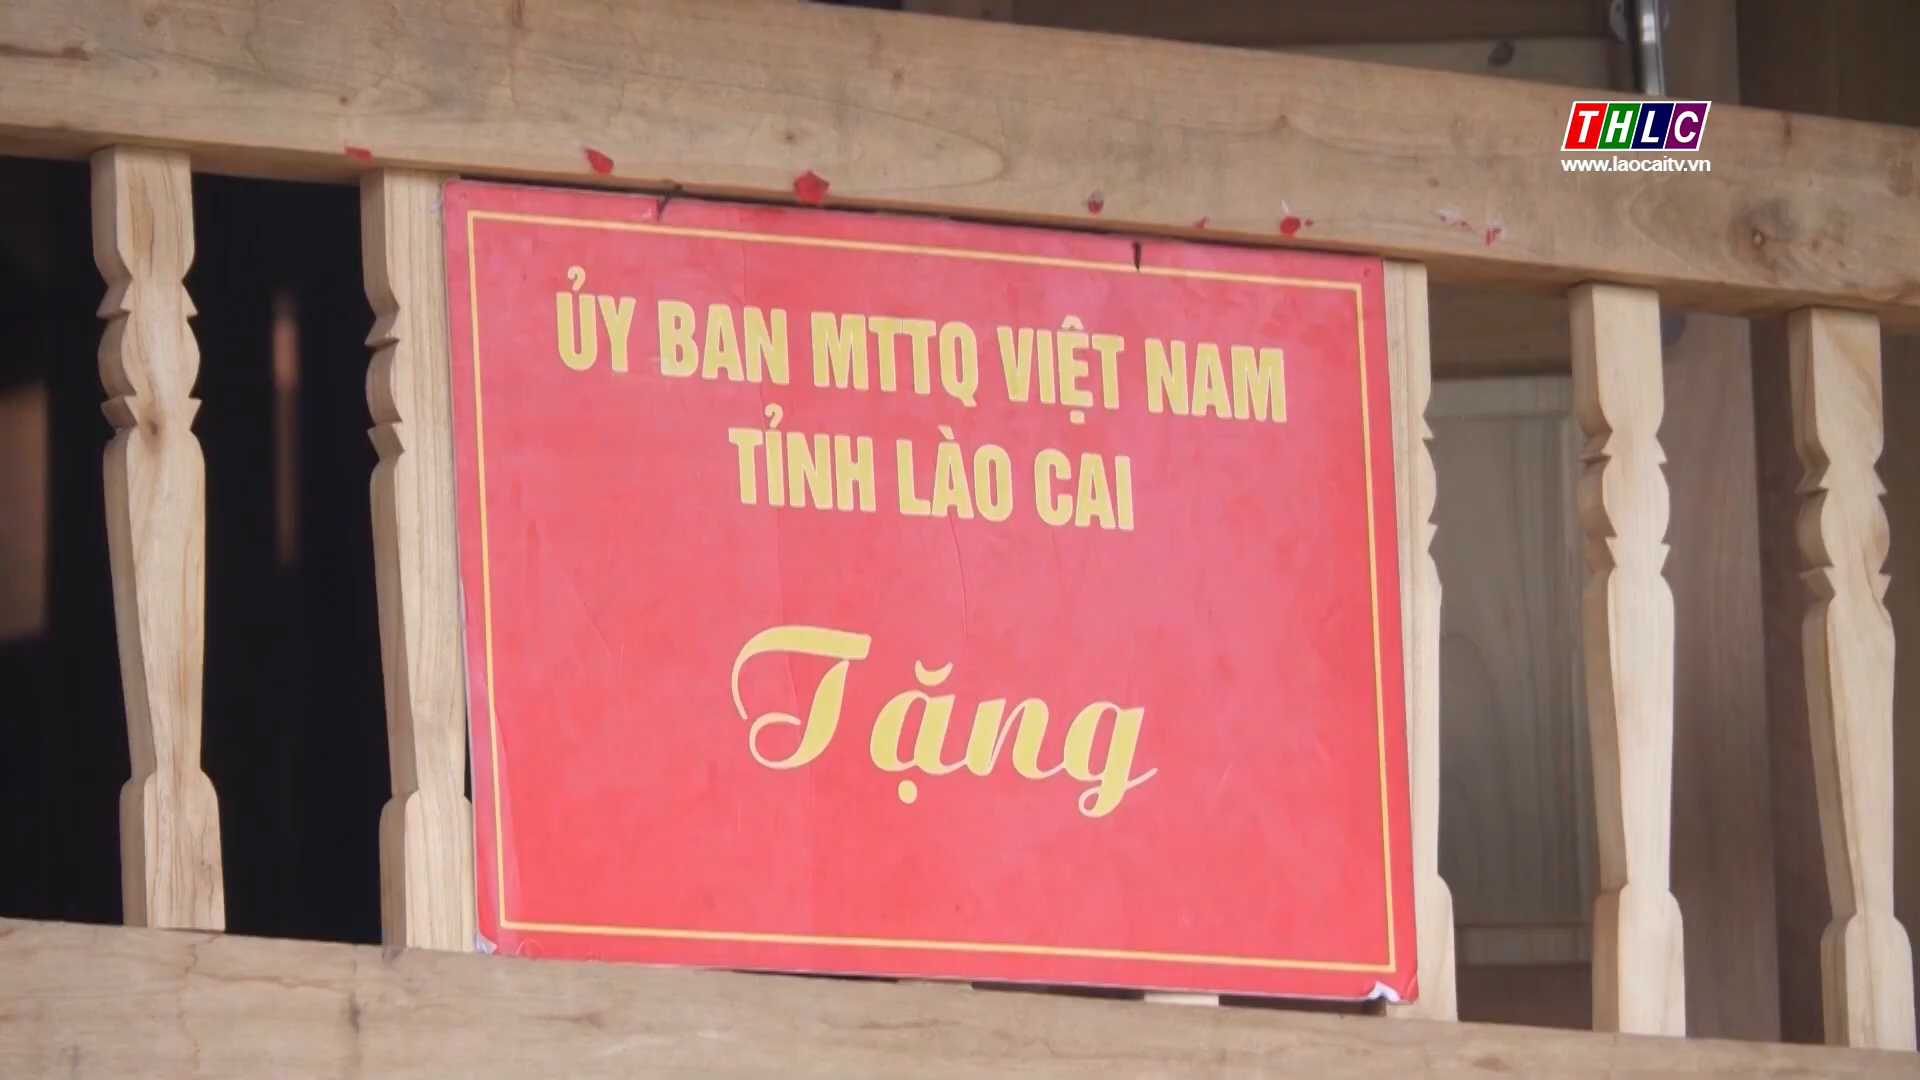 THLC
www.laocaitv.vn
ỦY BAN MTTQ VIỆT NAM
TỈNH LÀO CAI
Tặng